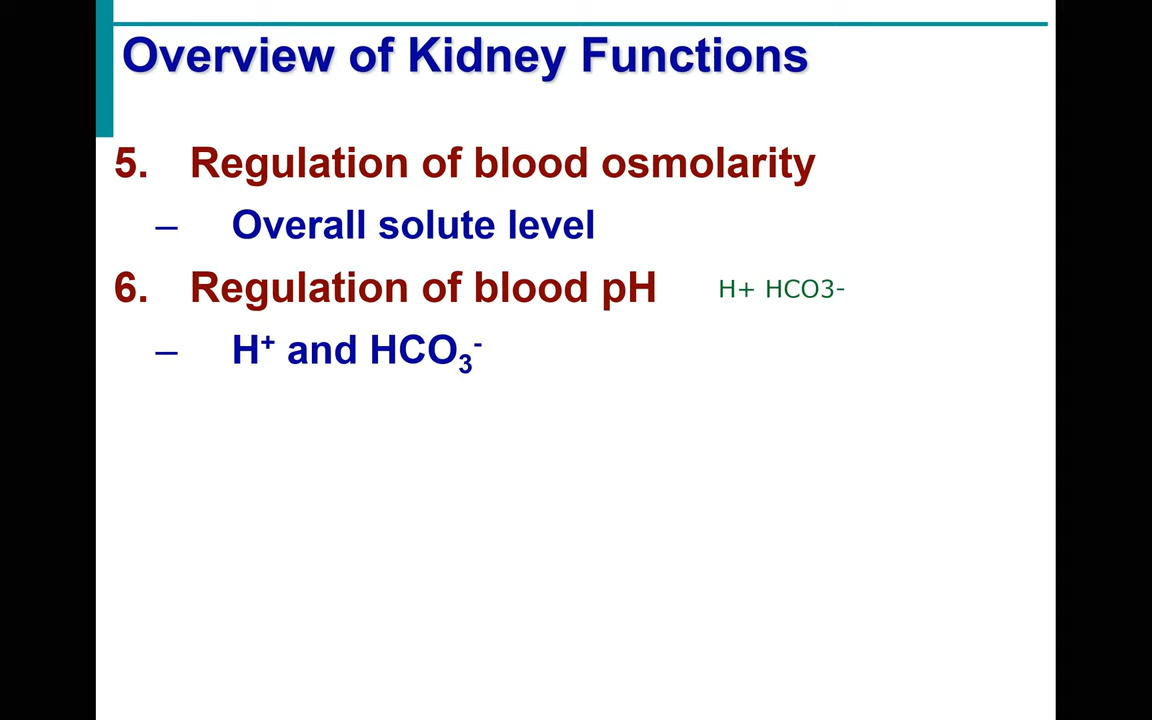 Overview of Kidney Functions
5. Regulation of blood osmolarity
– Overall solute level
6. Regulation of blood pH H+ HCO3-
– H⁺ and HCO₃⁻